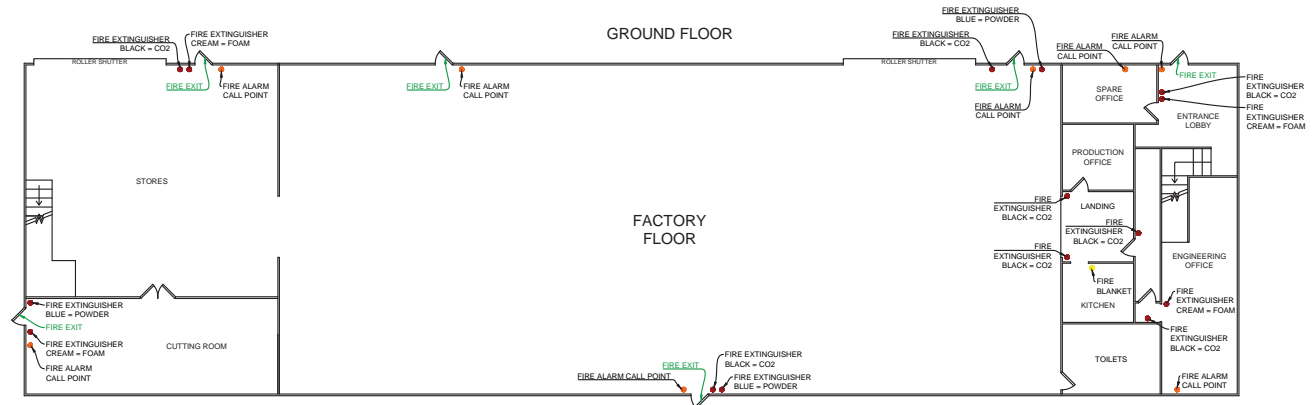 GROUND FLOOR
FIRE EXTINGUISHER
BLACK = CO2
FIRE EXTINGUISHER
CREAM = FOAM
ROLLER SHUTTER
FIRE EXIT
FIRE ALARM
CALL POINT
FIRE EXIT
FIRE ALARM
CALL POINT
FIRE EXTINGUISHER
BLACK = CO2
FIRE EXTINGUISHER
BLUE = POWDER
ROLLER SHUTTER
FIRE EXIT
FIRE ALARM
CALL POINT
FIRE ALARM
CALL POINT
FIRE ALARM
CALL POINT
FIRE EXIT
FIRE
EXTINGUISHER
BLACK = CO2
FIRE
EXTINGUISHER
CREAM = FOAM
SPARE
OFFICE
ENTRANCE
LOBBY
STORES
PRODUCTION
OFFICE
FACTORY
FLOOR
FIRE
EXTINGUISHER
BLACK = CO2
LANDING
FIRE
EXTINGUISHER
BLACK = CO2
FIRE
EXTINGUISHER
BLACK = CO2
ENGINEERING
OFFICE
FIRE
BLANKET
KITCHEN
FIRE
EXTINGUISHER
CREAM = FOAM
FIRE
EXTINGUISHER
BLACK = CO2
FIRE EXTINGUISHER
BLUE = POWDER
FIRE EXIT
FIRE EXTINGUISHER
CREAM = FOAM
FIRE ALARM
CALL POINT
CUTTING ROOM
FIRE ALARM CALL POINT
FIRE EXIT
FIRE EXTINGUISHER
BLACK = CO2
FIRE EXTINGUISHER
BLUE = POWDER
TOILETS
FIRE ALARM
CALL POINT